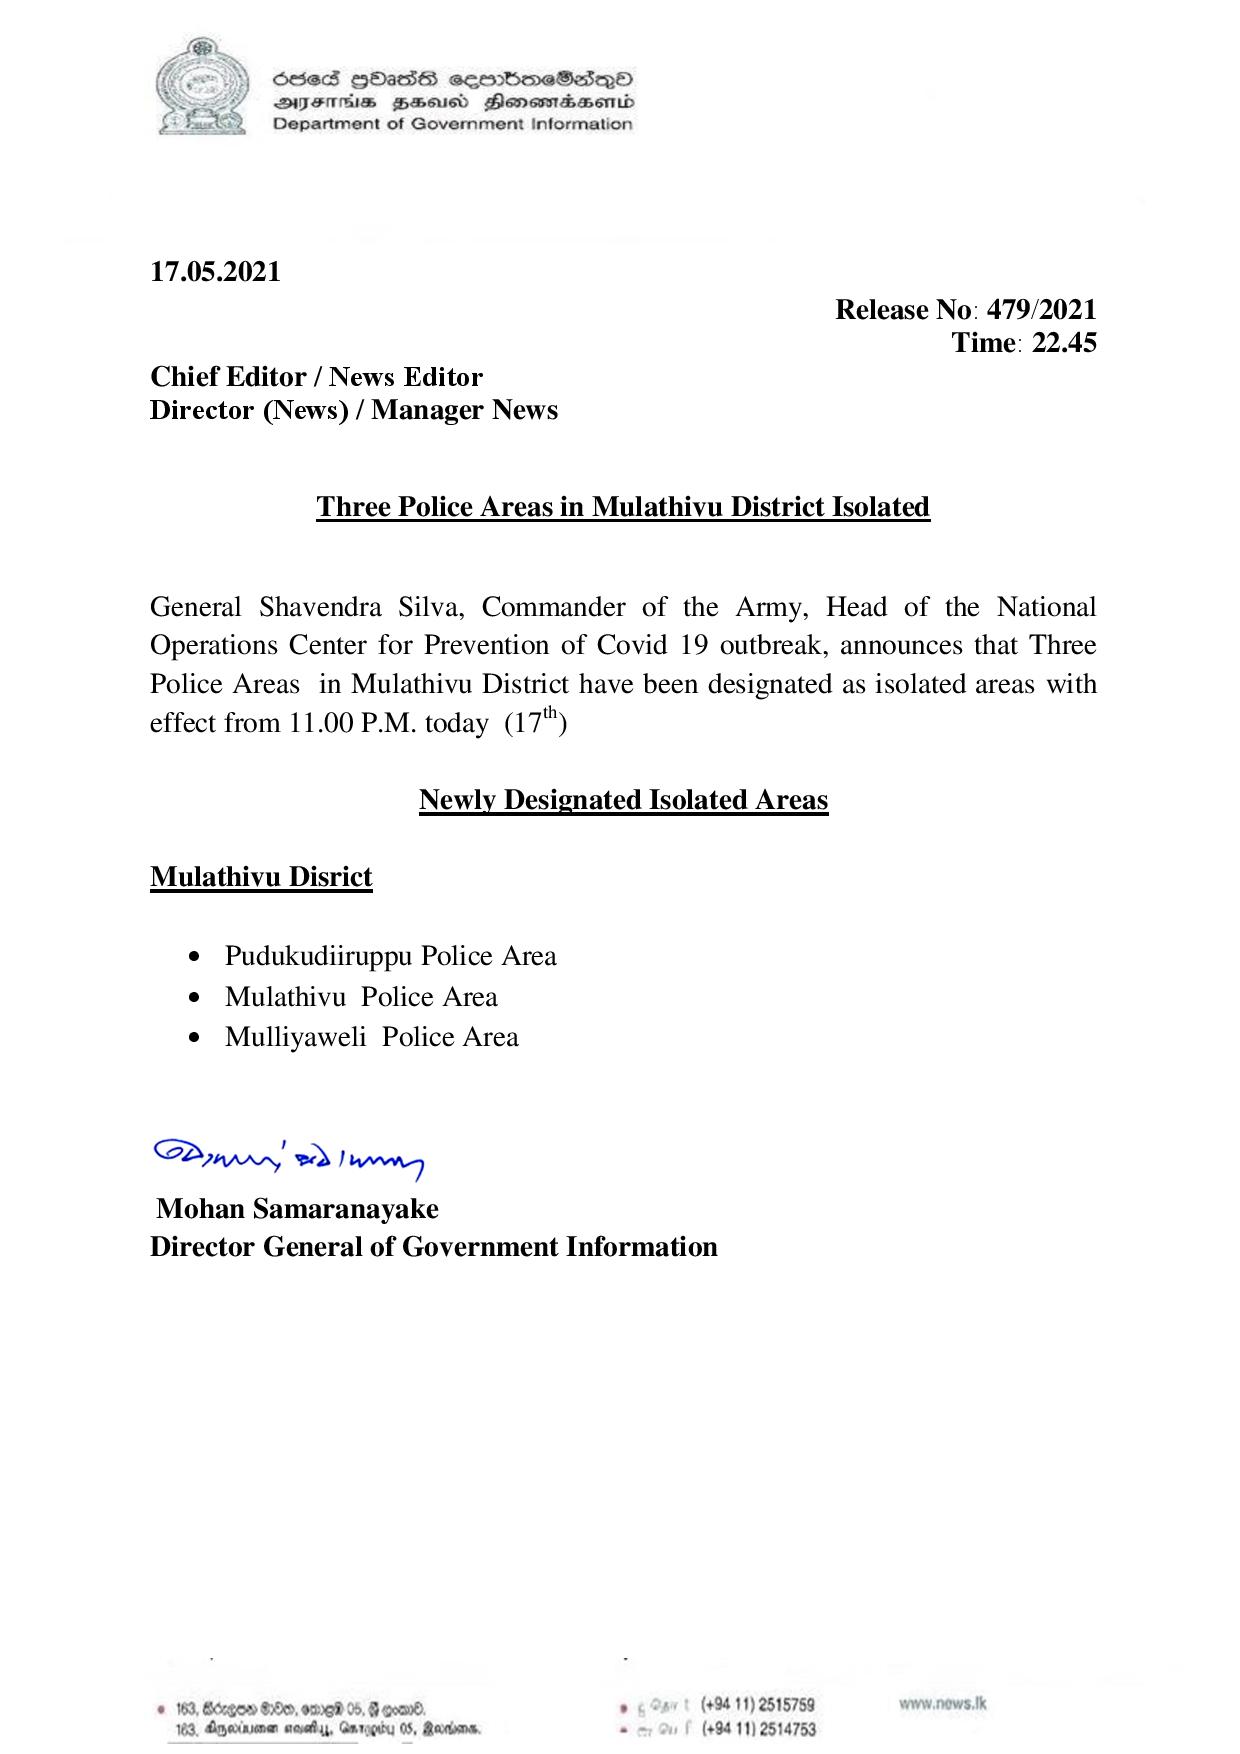 රජයේ ප්‍රවෘත්ති දෙපාර්තමේන්තුව
அரசாங்க தகவல் திணைக்களம்
Department of Government Information
17.05.2021
Release No: 479/2021
Time: 22.45
Chief Editor / News Editor
Director (News) / Manager News
Three Police Areas in Mulathivu District Isolated
General Shavendra Silva, Commander of the Army, Head of the National
Operations Center for Prevention of Covid 19 outbreak, announces that Three
Police Areas in Mulathivu District have been designated as isolated areas with
effect from 11.00 P.M. today (17th)
Newly Designated Isolated Areas
Mulathivu Disrict
• Pudukudiiruppu Police Area
• Mulathivu Police Area
• Mulliyaweli Police Area
Mohan Samaranayake
Director General of Government Information
163, කිරුළපන මාවත, කොළඹ 05, ශ්‍රී ලංකාව.
163, கிருலப்பனை எவனியூ, கொழும்பு 05, இலங்கை.
(+94 11) 2515759
(+94 11) 2514753
www.news.lk